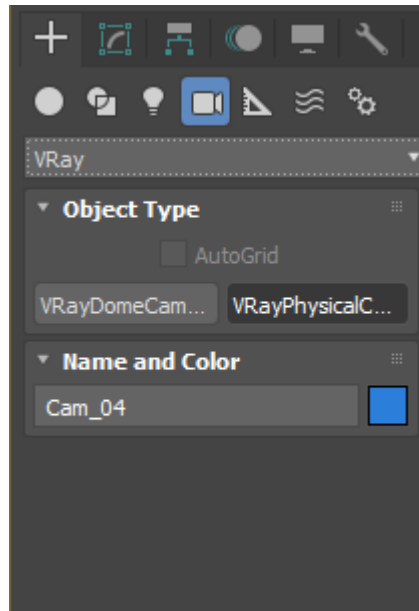 VRay
Object Type
AutoGrid
VRayDomeCam... VRayPhysicalC...
Name and Color
Cam_04